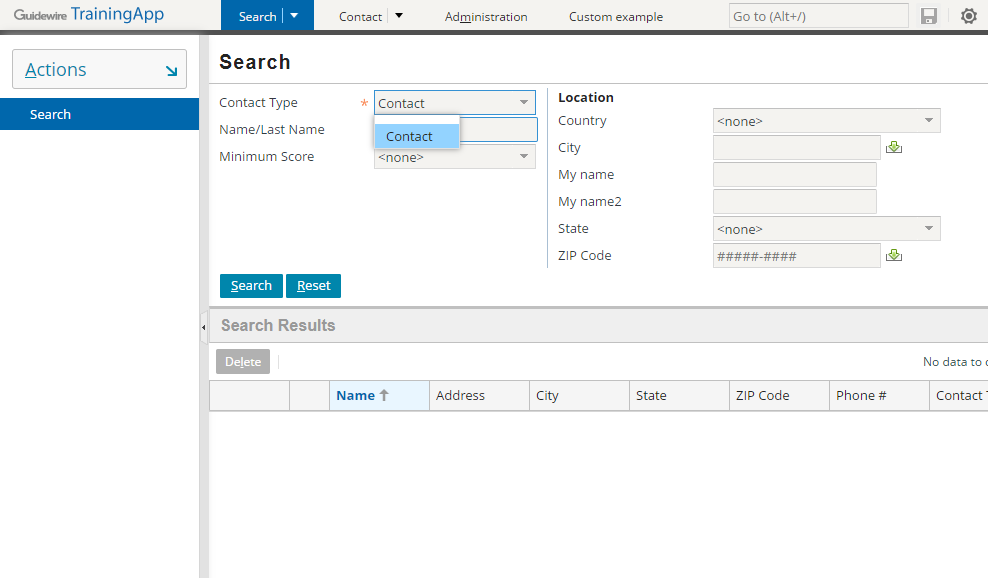 Guidewire TrainingApp Search Contact Administration Custom example Go to (Alt+/)
Actions
Search
Search
Contact Type * Contact
Contact
Name/Last Name
Minimum Score <none>
Location
Country <none>
City
My name
My name2
State <none>
ZIP Code #####-####
Search Reset
Search Results
Delete No data to
Name Address City State ZIP Code Phone # Contact